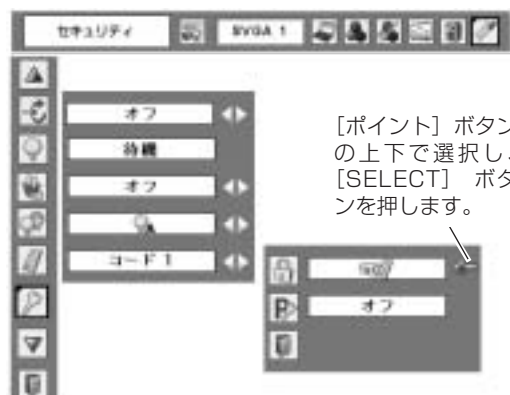 セキュリティ
SVGA 1
オフ
待機
オフ
コード 1
［ポイント］ボタン
の上下で選択し、
［SELECT］ ボタ
ンを押します。
オフ